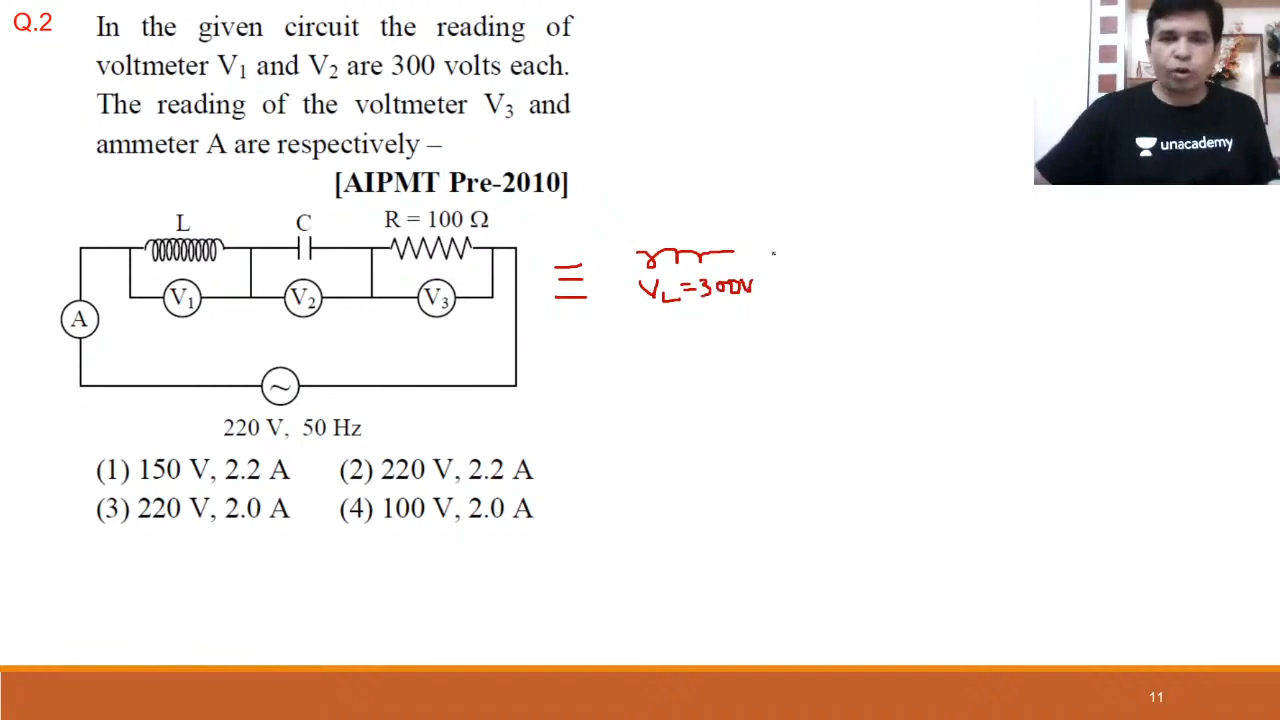 Q.2
In the given circuit the reading of
voltmeter V₁ and V₂ are 300 volts each.
The reading of the voltmeter V₃ and
ammeter A are respectively –
[AIPMT Pre-2010]
L C R = 100 Ω
V₁ V₂ V₃
A
220 V, 50 Hz
(1) 150 V, 2.2 A (2) 220 V, 2.2 A
(3) 220 V, 2.0 A (4) 100 V, 2.0 A
V_L = 300V
unacademy
11